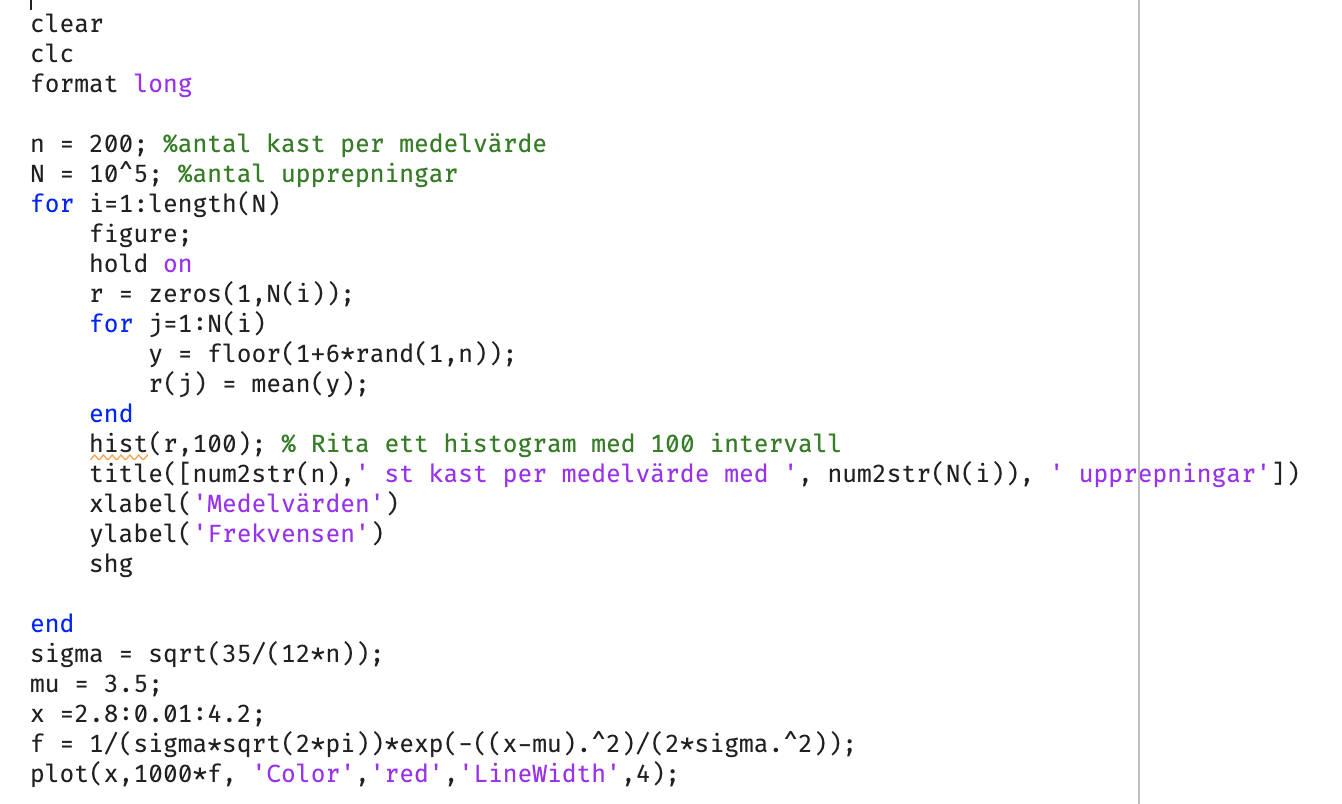 clear
clc
format long
n = 200; %antal kast per medelvärde
N = 10^5; %antal upprepningar
for i=1:length(N)
    figure;
    hold on
    r = zeros(1,N(i));
    for j=1:N(i)
        y = floor(1+6*rand(1,n));
        r(j) = mean(y);
    end
    hist(r,100); % Rita ett histogram med 100 intervall
    title([num2str(n),' st kast per medelvärde med ', num2str(N(i)), ' upprepningar'])
    xlabel('Medelvärden')
    ylabel('Frekvensen')
    shg
end
sigma = sqrt(35/(12*n));
mu = 3.5;
x =2.8:0.01:4.2;
f = 1/(sigma*sqrt(2*pi))*exp(-((x-mu).^2)/(2*sigma.^2));
plot(x,1000*f, 'Color','red','LineWidth',4);